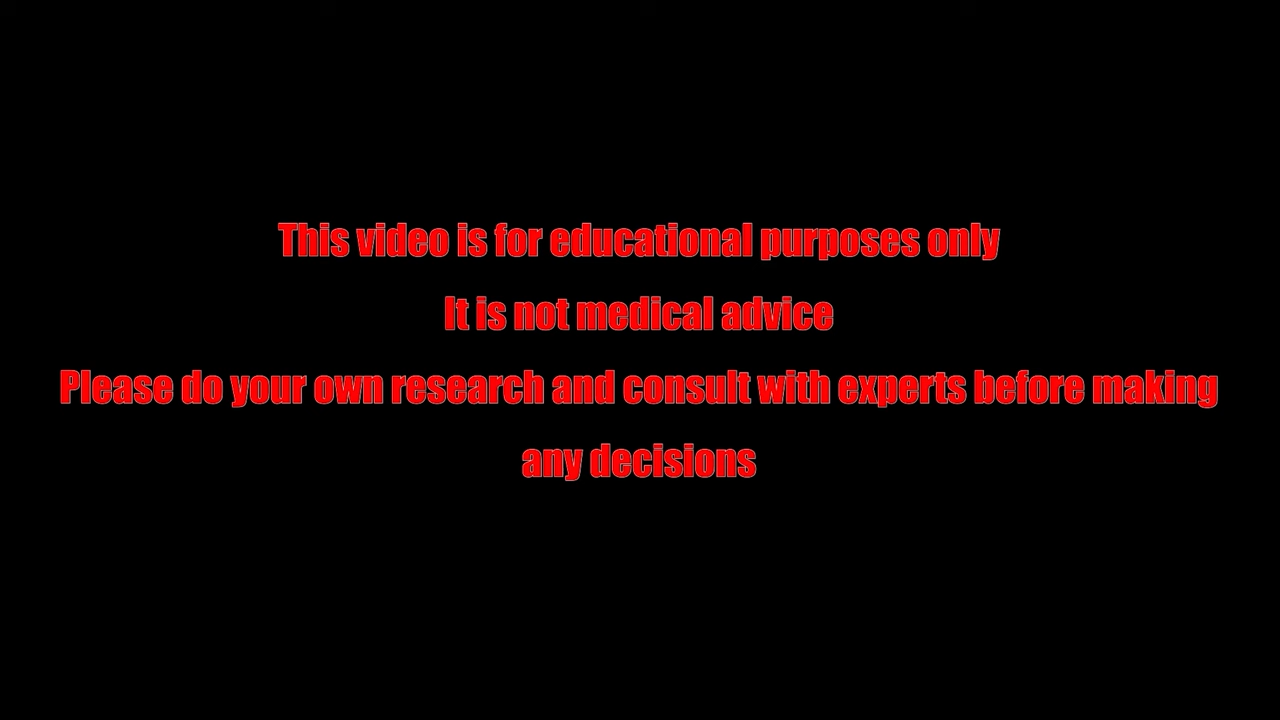 This video is for educational purposes only
It is not medical advice
Please do your own research and consult with experts before making
any decisions